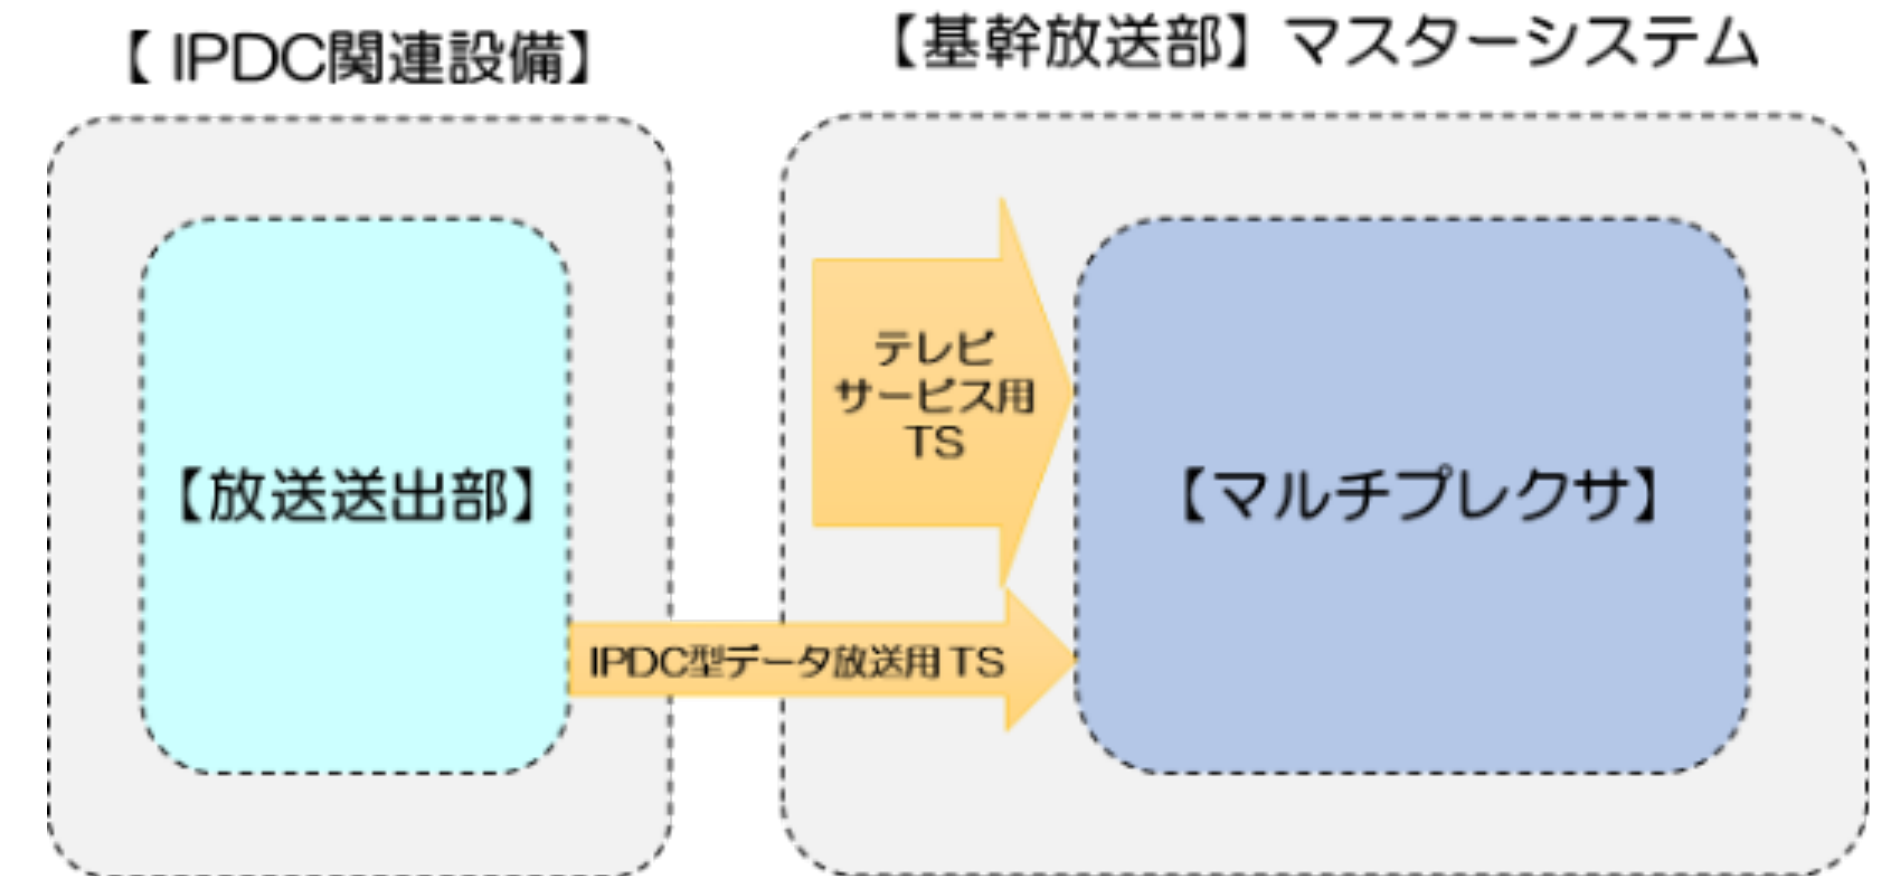 【 IPDC関連設備】
【基幹放送部】マスターシステム
テレビ
サービス用
TS
【放送送出部】
【マルチプレクサ】
IPDC型データ放送用 TS